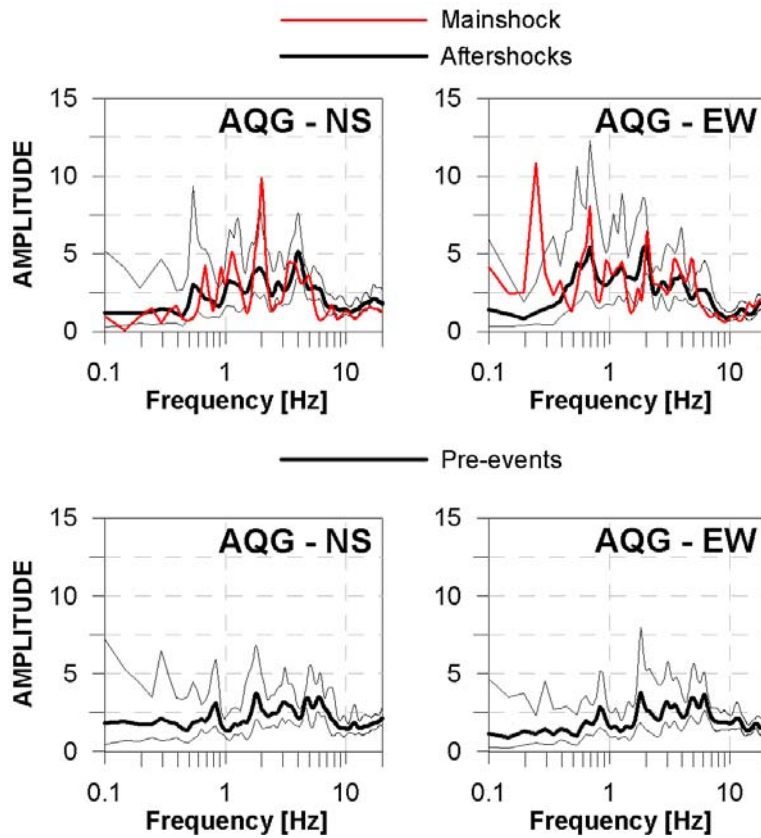 Mainshock
Aftershocks
15
10
5
0
AMPLITUDE
AQG - NS
0.1
1
10
Frequency [Hz]
15
10
5
0
AQG - EW
0.1
1
10
Frequency [Hz]
Pre-events
15
10
5
0
AMPLITUDE
AQG - NS
0.1
1
10
Frequency [Hz]
15
10
5
0
AQG - EW
0.1
1
10
Frequency [Hz]